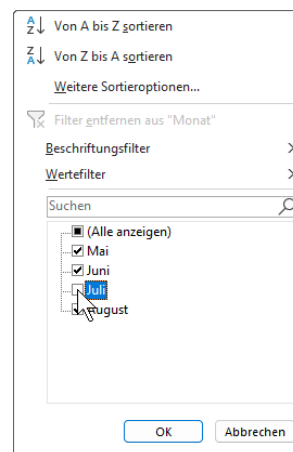 Von A bis Z sortieren
Von Z bis A sortieren
Weitere Sortieroptionen...
Filter entfernen aus "Monat"
Beschriftungsfilter
Wertefilter
Suchen
(Alle anzeigen)
Mai
Juni
Juli
August
OK
Abbrechen